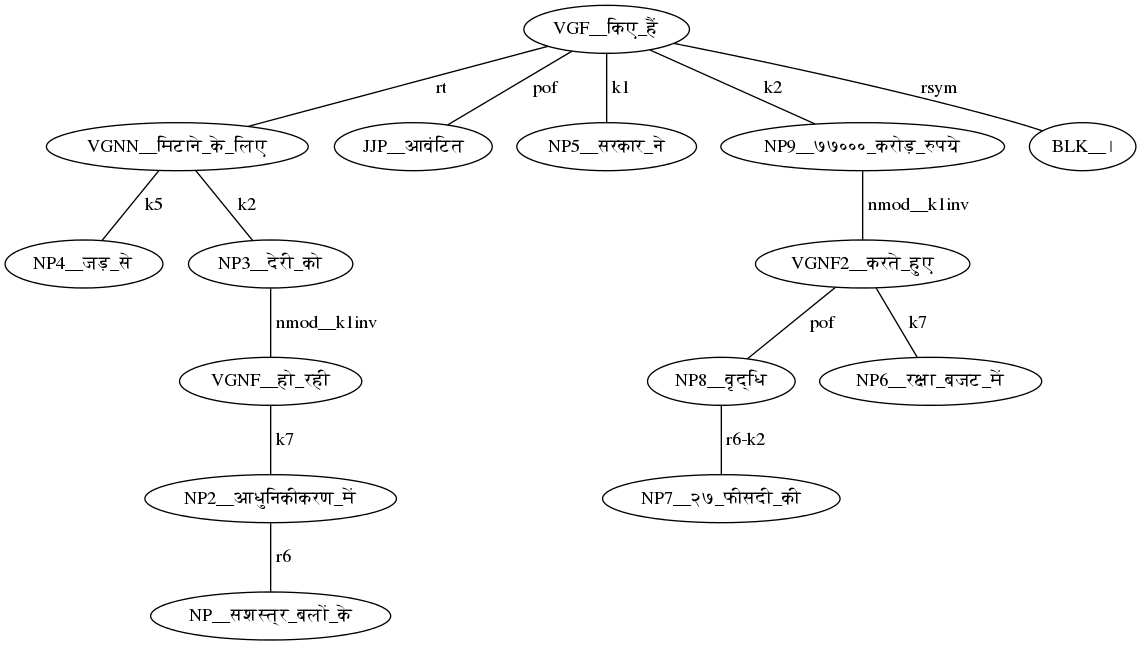 VGF__किए_हैं
rt
pof
k1
k2
rsym
VGNN__मिटाने_के_लिए
JJP__आवंटित
NP5__सरकार_ने
NP9__७७०००_करोड़_रुपये
BLK__।
k5
k2
nmod__k1inv
NP4__जड़_से
NP3__देरी_को
VGNF2__करते_हुए
nmod__k1inv
pof
k7
VGNF__हो_रही
NP8__वृद्धि
NP6__रक्षा_बजट_में
k7
r6-k2
NP2__आधुनिकीकरण_में
NP7__२७_फीसदी_की
r6
NP__सशस्त्र_बलों_के